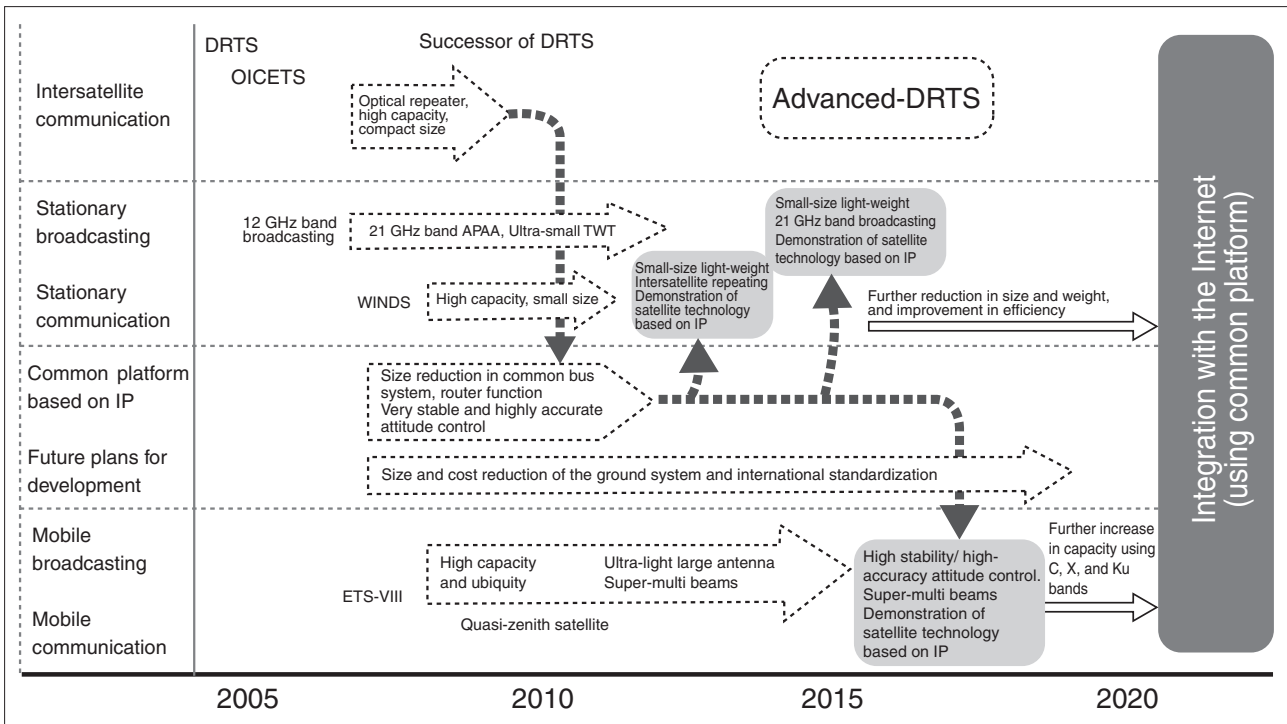 DRTS
OICETS
Successor of DRTS
Intersatellite
communication
Optical repeater,
high capacity,
compact size
Advanced-DRTS
Stationary
broadcasting
12 GHz band
broadcasting
21 GHz band APAA, Ultra-small TWT
Small-size light-weight
21 GHz band broadcasting
Demonstration of satellite
technology based on IP
Stationary
communication
WINDS
High capacity, small size
Small-size light-weight
Intersatellite repeating
Demonstration of
satellite technology
based on IP
Further reduction in size and weight,
and improvement in efficiency
Common platform
based on IP
Size reduction in common bus
system, router function
Very stable and highly accurate
attitude control
Future plans for
development
Size and cost reduction of the ground system and international standardization
Mobile
broadcasting
Mobile
communication
ETS-VIII
High capacity
and ubiquity
Ultra-light large antenna
Super-multi beams
Quasi-zenith satellite
High stability/ high-
accuracy attitude control.
Super-multi beams
Demonstration of
satellite technology
based on IP
Further increase
in capacity using
C, X, and Ku
bands
Integration with the Internet
(using common platform)
2005
2010
2015
2020